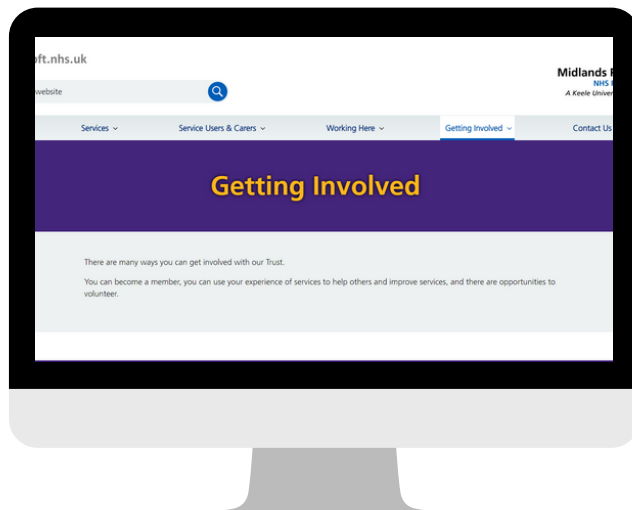 oft.nhs.uk
Midlands
NHS
A Keele Univer
website
Services
Service Users & Carers
Working Here
Getting Involved
Contact Us
Getting Involved
There are many ways you can get involved with our Trust.
You can become a member, you can use your experience of services to help others and improve services, and there are opportunities to
volunteer.